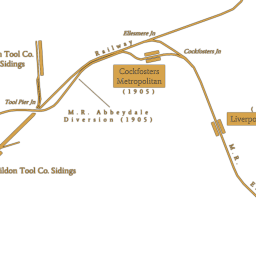 Ellesmere Jn
Railway
Cockfosters Jn
Tool Co.
Sidings
Cockfosters
Metropolitan
(1905)
Tool Pier Jn
M.R. Abbeydale
Diversion (1905)
(
Liverpo
M.R.
ildon Tool Co. Sidings